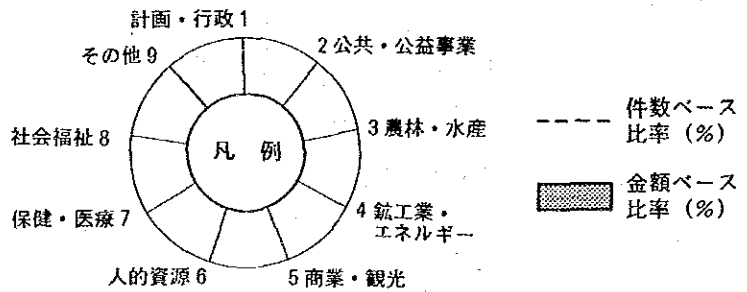 計画・行政 1
2 公共・公益事業
3 農林・水産
4 鉱工業・
エネルギー
5 商業・観光
人的資源 6
保健・医療 7
社会福祉 8
その他 9
凡 例
件数ベース
比率 (%)
金額ベース
比率 (%)